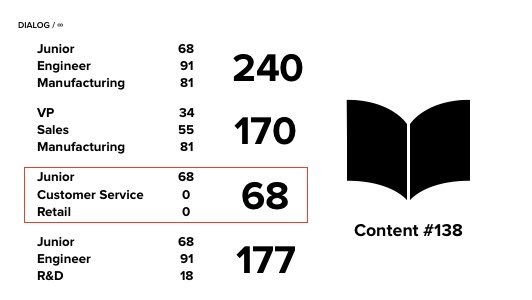 DIALOG / ∞
Junior 68
Engineer 91
Manufacturing 81
240
VP 34
Sales 55
Manufacturing 81
170
Junior 68
Customer Service 0
Retail 0
68
Junior 68
Engineer 91
R&D 18
177
Content #138